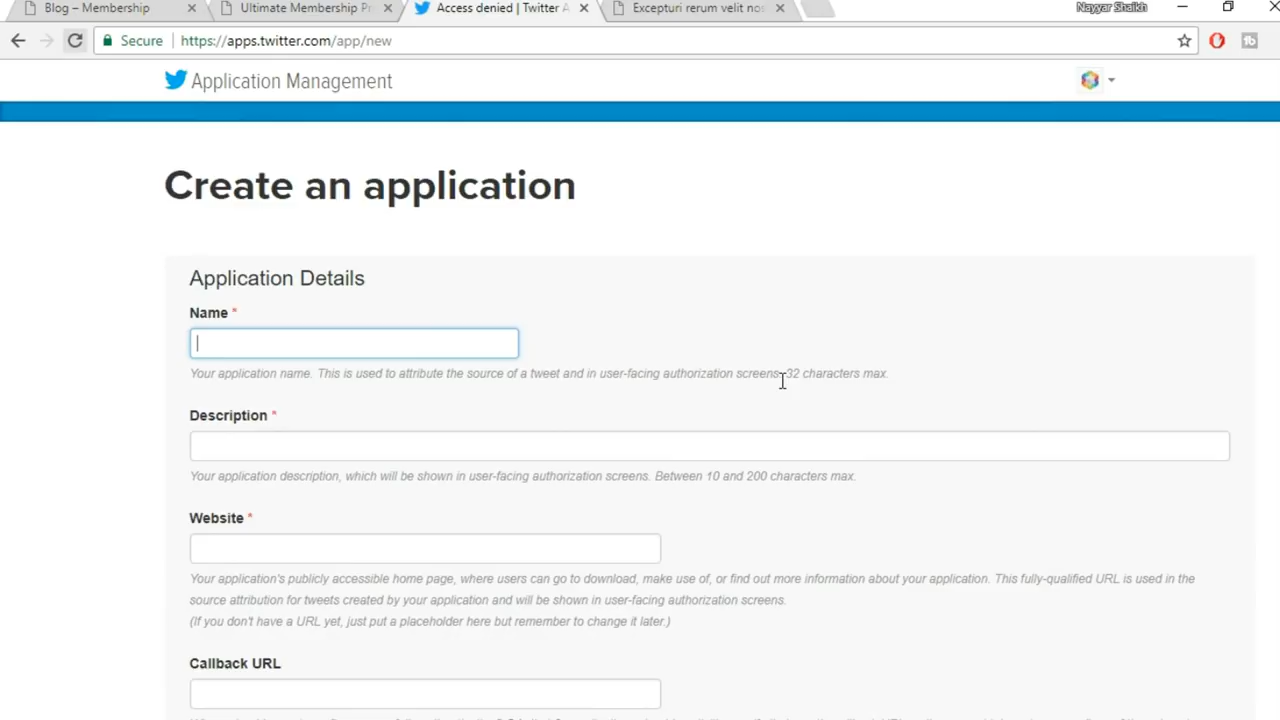 Blog – Membership
Ultimate Membership Pr
Access denied | Twitter A
Excepturi rerum velit nos
Nayyar Shaikh
Secure https://apps.twitter.com/app/new
Application Management
Create an application
Application Details
Name *
Your application name. This is used to attribute the source of a tweet and in user-facing authorization screens. 32 characters max.
Description *
Your application description, which will be shown in user-facing authorization screens. Between 10 and 200 characters max.
Website *
Your application's publicly accessible home page, where users can go to download, make use of, or find out more information about your application. This fully-qualified URL is used in the
source attribution for tweets created by your application and will be shown in user-facing authorization screens.
(If you don't have a URL yet, just put a placeholder here but remember to change it later.)
Callback URL